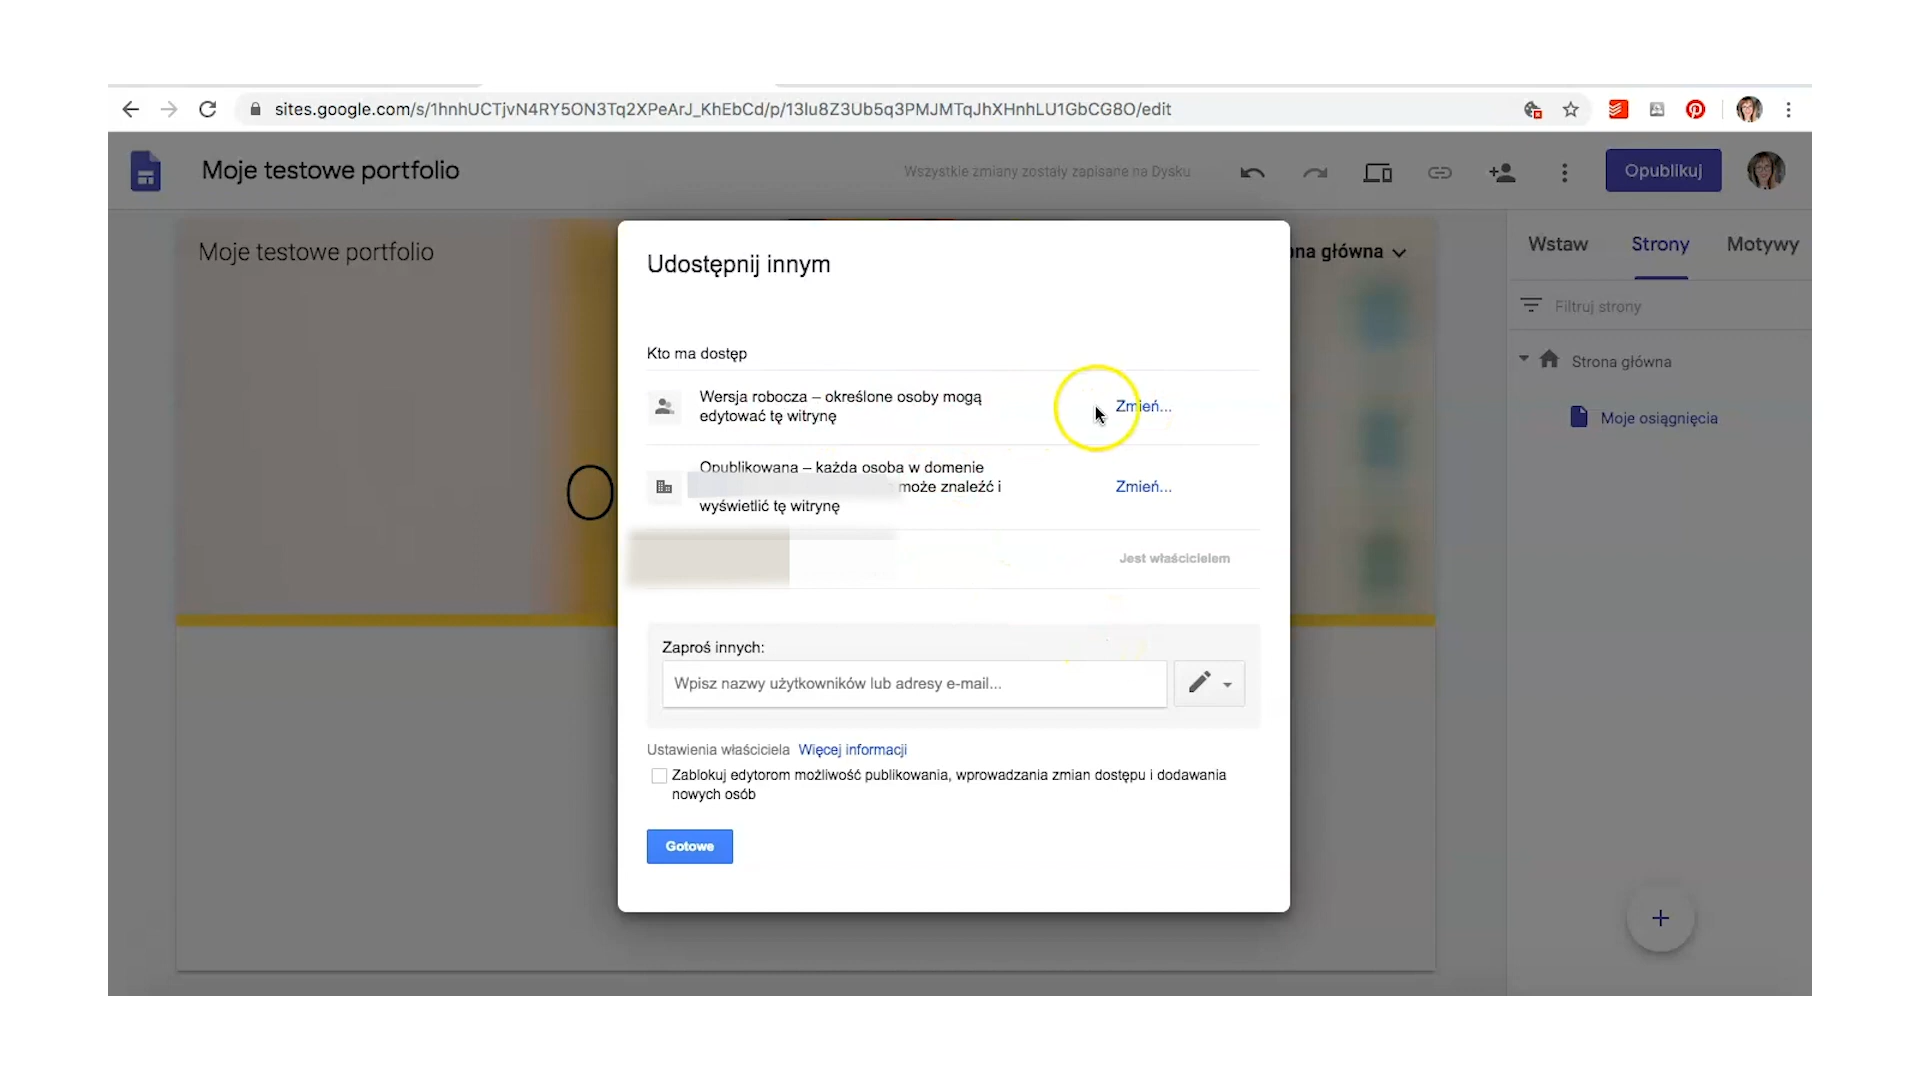 sites.google.com/s/1hnhUCTjvN4RY5ON3Tq2XPeArJ_KhEbCd/p/13Iu8Z3Ub5q3PMJMTqJhXHnhLU1GbCG8O/edit
Moje testowe portfolio
Wszystkie zmiany zostały zapisane na Dysku
Opublikuj
Moje testowe portfolio
ona główna
Wstaw
Strony
Motywy
Filtruj strony
Strona główna
Moje osiągnięcia
O
Udostępnij innym
Kto ma dostęp
Wersja robocza – określone osoby mogą
edytować tę witrynę
Zmień...
Opublikowana – każda osoba w domenie
może znaleźć i
wyświetlić tę witrynę
Zmień...
Jest właścicielem
Zaproś innych:
Wpisz nazwy użytkowników lub adresy e-mail...
Ustawienia właściciela Więcej informacji
Zablokuj edytorom możliwość publikowania, wprowadzania zmian dostępu i dodawania
nowych osób
Gotowe